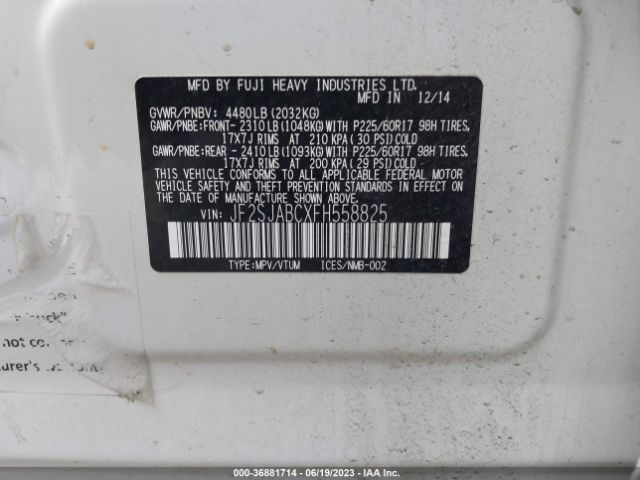 MFD BY FUJI HEAVY INDUSTRIES LTD.
MFD IN 12/14
GVWR/PNBV: 4480LB(2032KG)
GAWR/PNBE:FRONT- 2310LB(1048KG)WITH P225/60R17 98H TIRES,
17X7J RIMS AT 210 KPA(30 PSI)COLD
GAWR/PNBE:REAR - 2410LB(1093KG)WITH P225/60R17 98H TIRES,
17X7J RIMS AT 200 KPA(29 PSI)COLD
THIS VEHICLE CONFORMS TO ALL APPLICABLE FEDERAL MOTOR
VEHICLE SAFETY AND THEFT PREVENTION STANDARDS IN EFFECT ON
THE DATE OF MANUFACTURE SHOWN ABOVE.
VIN: JF2SJABCXFH558825
TYPE:MPV/VTUM ICES/NMB-002
not
000-36881714 - 06/19/2023 - IAA Inc.